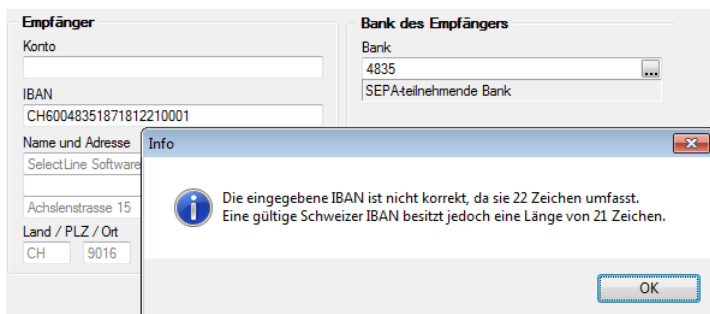 Empfänger
Konto
IBAN
CH60048351871812210001
Name und Adresse
SelectLine Software
Achslenstrasse 15
Land / PLZ / Ort
CH 9016
Bank des Empfängers
Bank
4835 ...
SEPA-teilnehmende Bank
Info
Die eingegebene IBAN ist nicht korrekt, da sie 22 Zeichen umfasst.
Eine gültige Schweizer IBAN besitzt jedoch eine Länge von 21 Zeichen.
OK